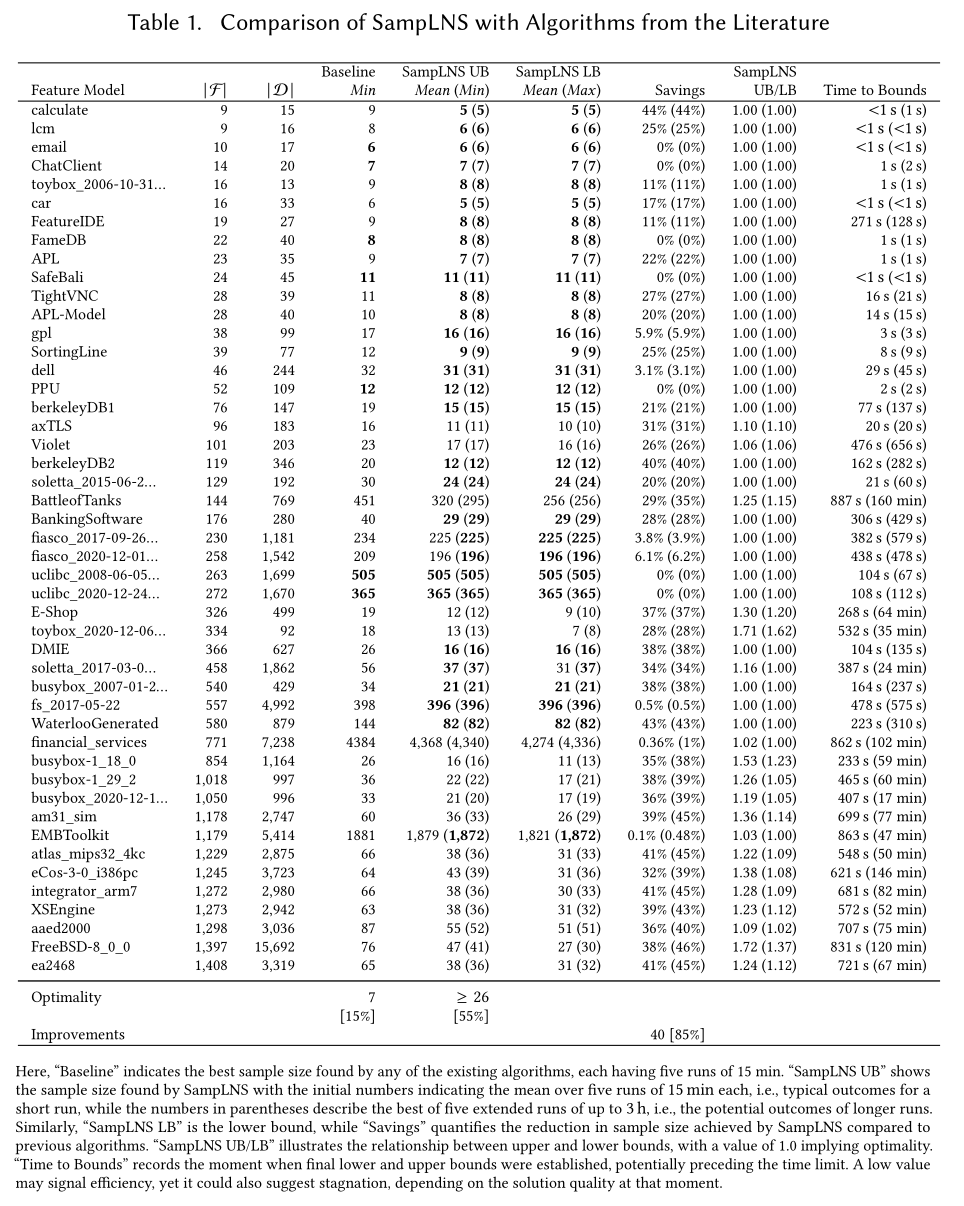 Table 1. Comparison of SampLNS with Algorithms from the Literature
Baseline SampLNS UB SampLNS LB SampLNS
Feature Model |F| |D| Min Mean (Min) Mean (Max) Savings UB/LB Time to Bounds
calculate 9 15 9 5 (5) 5 (5) 44% (44%) 1.00 (1.00) <1 s (1 s)
lcm 9 16 8 6 (6) 6 (6) 25% (25%) 1.00 (1.00) <1 s (<1 s)
email 10 17 6 6 (6) 6 (6) 0% (0%) 1.00 (1.00) <1 s (<1 s)
ChatClient 14 20 7 7 (7) 7 (7) 0% (0%) 1.00 (1.00) 1 s (2 s)
toybox_2006-10-31... 16 13 9 8 (8) 8 (8) 11% (11%) 1.00 (1.00) 1 s (1 s)
car 16 33 6 5 (5) 5 (5) 17% (17%) 1.00 (1.00) <1 s (<1 s)
FeatureIDE 19 27 9 8 (8) 8 (8) 11% (11%) 1.00 (1.00) 271 s (128 s)
FameDB 22 40 8 8 (8) 8 (8) 0% (0%) 1.00 (1.00) 1 s (1 s)
APL 23 35 9 7 (7) 7 (7) 22% (22%) 1.00 (1.00) 1 s (1 s)
SafeBali 24 45 11 11 (11) 11 (11) 0% (0%) 1.00 (1.00) <1 s (<1 s)
TightVNC 28 39 11 8 (8) 8 (8) 27% (27%) 1.00 (1.00) 16 s (21 s)
APL-Model 28 40 10 8 (8) 8 (8) 20% (20%) 1.00 (1.00) 14 s (15 s)
gpl 38 99 17 16 (16) 16 (16) 5.9% (5.9%) 1.00 (1.00) 3 s (3 s)
SortingLine 39 77 12 9 (9) 9 (9) 25% (25%) 1.00 (1.00) 8 s (9 s)
dell 46 244 32 31 (31) 31 (31) 3.1% (3.1%) 1.00 (1.00) 29 s (45 s)
PPU 52 109 12 12 (12) 12 (12) 0% (0%) 1.00 (1.00) 2 s (2 s)
berkeleyDB1 76 147 19 15 (15) 15 (15) 21% (21%) 1.00 (1.00) 77 s (137 s)
axTLS 96 183 16 11 (11) 10 (10) 31% (31%) 1.10 (1.10) 20 s (20 s)
Violet 101 203 23 17 (17) 16 (16) 26% (26%) 1.06 (1.06) 476 s (656 s)
berkeleyDB2 119 346 20 12 (12) 12 (12) 40% (40%) 1.00 (1.00) 162 s (282 s)
soletta_2015-06-2... 129 192 30 24 (24) 24 (24) 20% (20%) 1.00 (1.00) 21 s (60 s)
BattleofTanks 144 769 451 320 (295) 256 (256) 29% (35%) 1.25 (1.15) 887 s (160 min)
BankingSoftware 176 280 40 29 (29) 29 (29) 28% (28%) 1.00 (1.00) 306 s (429 s)
fiasco_2017-09-26... 230 1,181 234 225 (225) 225 (225) 3.8% (3.9%) 1.00 (1.00) 382 s (579 s)
fiasco_2020-12-01... 258 1,542 209 196 (196) 196 (196) 6.1% (6.2%) 1.00 (1.00) 438 s (478 s)
uclibc_2008-06-05... 263 1,699 505 505 (505) 505 (505) 0% (0%) 1.00 (1.00) 104 s (67 s)
uclibc_2020-12-24... 272 1,670 365 365 (365) 365 (365) 0% (0%) 1.00 (1.00) 108 s (112 s)
E-Shop 326 499 19 12 (12) 9 (10) 37% (37%) 1.30 (1.20) 268 s (64 min)
toybox_2020-12-06... 334 92 18 13 (13) 7 (8) 28% (28%) 1.71 (1.62) 532 s (35 min)
DMIE 366 627 26 16 (16) 16 (16) 38% (38%) 1.00 (1.00) 104 s (135 s)
soletta_2017-03-0... 458 1,862 56 37 (37) 31 (37) 34% (34%) 1.16 (1.00) 387 s (24 min)
busybox_2007-01-2... 540 429 34 21 (21) 21 (21) 38% (38%) 1.00 (1.00) 164 s (237 s)
fs_2017-05-22 557 4,992 398 396 (396) 396 (396) 0.5% (0.5%) 1.00 (1.00) 478 s (575 s)
WaterlooGenerated 580 879 144 82 (82) 82 (82) 43% (43%) 1.00 (1.00) 223 s (310 s)
financial_services 771 7,238 4384 4,368 (4,340) 4,274 (4,336) 0.36% (1%) 1.02 (1.00) 862 s (102 min)
busybox-1_18_0 854 1,164 26 16 (16) 11 (13) 35% (38%) 1.53 (1.23) 233 s (59 min)
busybox-1_29_2 1,018 997 36 22 (22) 17 (21) 38% (39%) 1.26 (1.05) 465 s (60 min)
busybox_2020-12-1... 1,050 996 33 21 (20) 17 (19) 36% (39%) 1.19 (1.05) 407 s (17 min)
am31_sim 1,178 2,747 60 36 (33) 26 (29) 39% (45%) 1.36 (1.14) 699 s (77 min)
EMBToolkit 1,179 5,414 1881 1,879 (1,872) 1,821 (1,872) 0.1% (0.48%) 1.03 (1.00) 863 s (47 min)
atlas_mips32_4kc 1,229 2,875 66 38 (36) 31 (33) 41% (45%) 1.22 (1.09) 548 s (50 min)
eCos-3-0_i386pc 1,245 3,723 64 43 (39) 31 (36) 32% (39%) 1.38 (1.08) 621 s (146 min)
integrator_arm7 1,272 2,980 66 38 (36) 30 (33) 41% (45%) 1.28 (1.09) 681 s (82 min)
XSEngine 1,273 2,942 63 38 (36) 31 (32) 39% (43%) 1.23 (1.12) 572 s (52 min)
aaed2000 1,298 3,036 87 55 (52) 51 (51) 36% (40%) 1.09 (1.02) 707 s (75 min)
FreeBSD-8_0_0 1,397 15,692 76 47 (41) 27 (30) 38% (46%) 1.72 (1.37) 831 s (120 min)
ea2468 1,408 3,319 65 38 (36) 31 (32) 41% (45%) 1.24 (1.12) 721 s (67 min)
Optimality 7 ≥ 26
[15%] [55%]
Improvements 40 [85%]
Here, “Baseline” indicates the best sample size found by any of the existing algorithms, each having five runs of 15 min. “SampLNS UB” shows
the sample size found by SampLNS with the initial numbers indicating the mean over five runs of 15 min each, i.e., typical outcomes for a
short run, while the numbers in parentheses describe the best of five extended runs of up to 3 h, i.e., the potential outcomes of longer runs.
Similarly, “SampLNS LB” is the lower bound, while “Savings” quantifies the reduction in sample size achieved by SampLNS compared to
previous algorithms. “SampLNS UB/LB” illustrates the relationship between upper and lower bounds, with a value of 1.0 implying optimality.
“Time to Bounds” records the moment when final lower and upper bounds were established, potentially preceding the time limit. A low value
may signal efficiency, yet it could also suggest stagnation, depending on the solution quality at that moment.